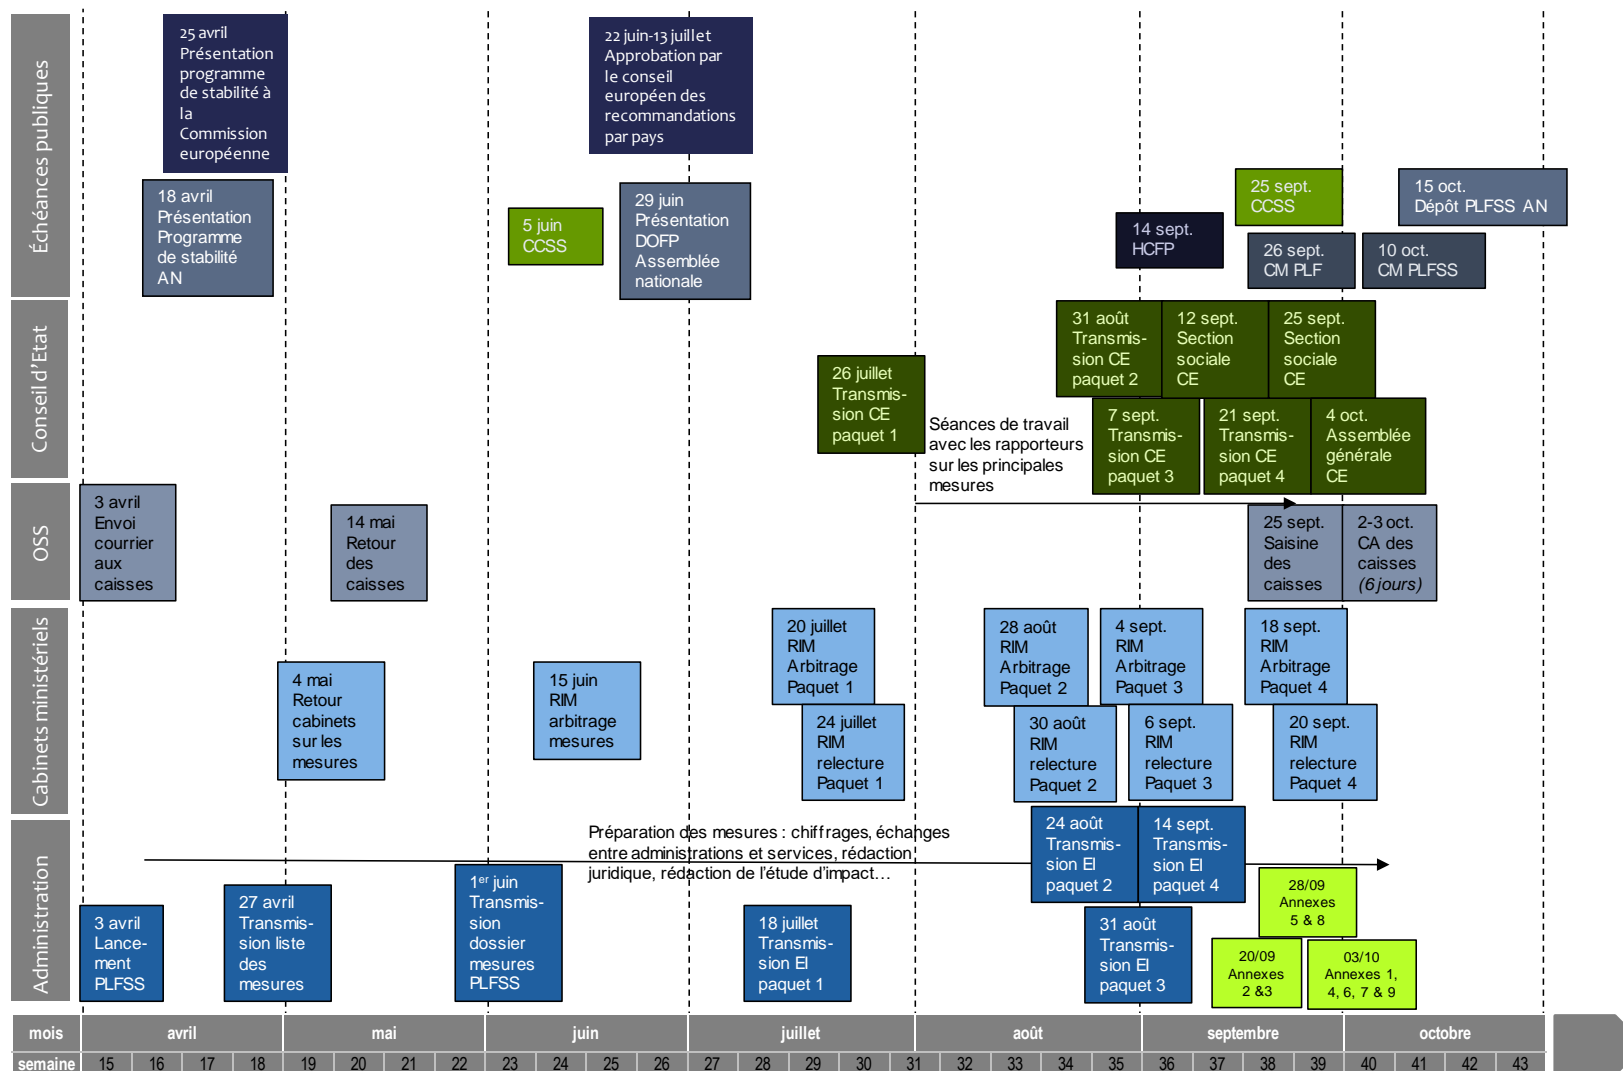 Échéances publiques
25 avril
Présentation
programme
de stabilité à
la
Commission
européenne
22 juin-13 juillet
Approbation par
le conseil
européen des
recommandations
par pays
18 avril
Présentation
Programme
de stabilité
AN
5 juin
CCSS
29 juin
Présentation
DOFP
Assemblée
nationale
14 sept.
HCFP
25 sept.
CCSS
26 sept.
CM PLF
15 oct.
Dépôt PLFSS AN
10 oct.
CM PLFSS
Conseil d'Etat
26 juillet
Transmis-
sion CE
paquet 1
31 août
Transmis-
sion CE
paquet 2
12 sept.
Section
sociale
CE
25 sept.
Section
sociale
CE
Séances de travail
avec les rapporteurs
sur les principales
mesures
7 sept.
Transmis-
sion CE
paquet 3
21 sept.
Transmis-
sion CE
paquet 4
4 oct.
Assemblée
générale
CE
OSS
3 avril
Envoi
courrier
aux
caisses
14 mai
Retour
des
caisses
25 sept.
Saisine
des
caisses
2-3 oct.
CA des
caisses
(6 jours)
Cabinets ministériels
4 mai
Retour
cabinets
sur les
mesures
15 juin
RIM
arbitrage
mesures
20 juillet
RIM
Arbitrage
Paquet 1
24 juillet
RIM
relecture
Paquet 1
28 août
RIM
Arbitrage
Paquet 2
30 août
RIM
relecture
Paquet 2
4 sept.
RIM
Arbitrage
Paquet 3
6 sept.
RIM
relecture
Paquet 3
18 sept.
RIM
Arbitrage
Paquet 4
20 sept.
RIM
relecture
Paquet 4
Administration
Préparation des mesures : chiffrages, échanges
entre administrations et services, rédaction
juridique, rédaction de l'étude d'impact…
3 avril
Lance-
ment
PLFSS
27 avril
Transmis-
sion liste
des
mesures
1er juin
Transmis-
sion
dossier
mesures
PLFSS
18 juillet
Transmis-
sion EI
paquet 1
24 août
Transmis-
sion EI
paquet 2
14 sept.
Transmis-
sion EI
paquet 4
31 août
Transmis-
sion EI
paquet 3
28/09
Annexes
5 & 8
20/09
Annexes
2 &3
03/10
Annexes 1,
4, 6, 7 & 9
mois avril mai juin juillet août septembre octobre
semaine 15 16 17 18 19 20 21 22 23 24 25 26 27 28 29 30 31 32 33 34 35 36 37 38 39 40 41 42 43